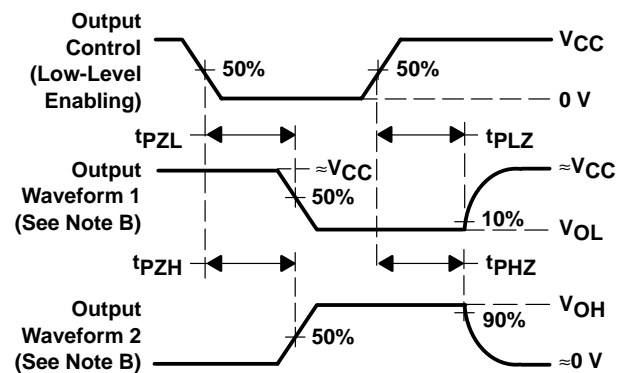 Output
Control
(Low-Level
Enabling)
50%
50%
VCC
0 V
tPZL
tPLZ
Output
Waveform 1
(See Note B)
≈VCC
50%
≈VCC
10%
VOL
tPZH
tPHZ
Output
Waveform 2
(See Note B)
50%
VOH
90%
≈0 V